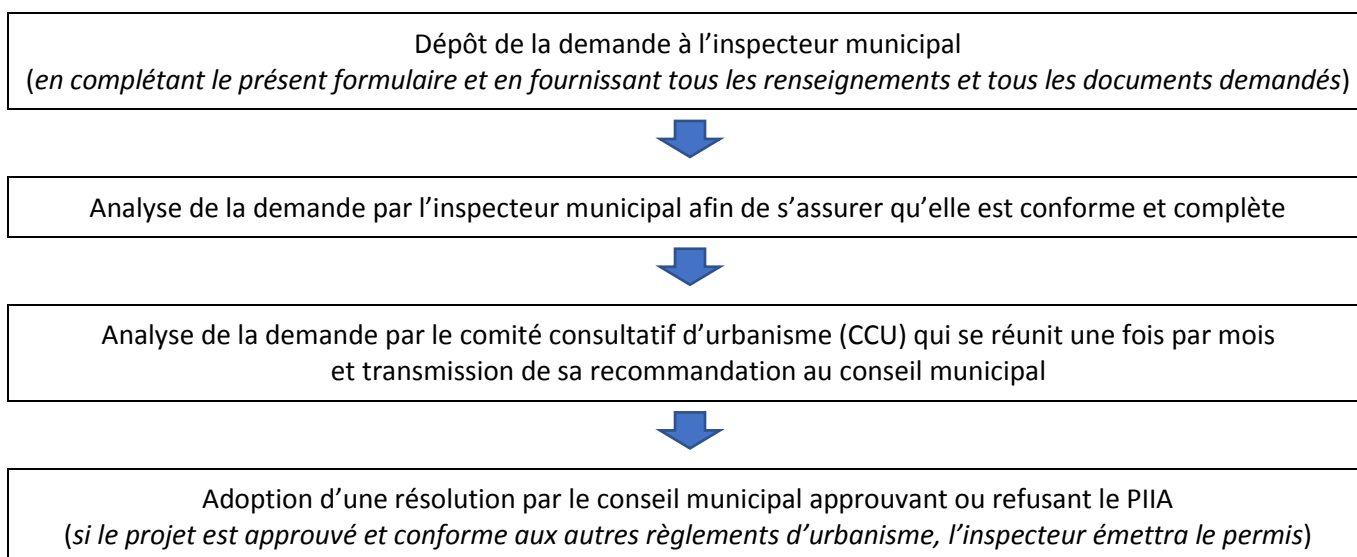 Dépôt de la demande à l’inspecteur municipal
(en complétant le présent formulaire et en fournissant tous les renseignements et tous les documents demandés)
Analyse de la demande par l’inspecteur municipal afin de s’assurer qu’elle est conforme et complète
Analyse de la demande par le comité consultatif d’urbanisme (CCU) qui se réunit une fois par mois
et transmission de sa recommandation au conseil municipal
Adoption d’une résolution par le conseil municipal approuvant ou refusant le PIIA
(si le projet est approuvé et conforme aux autres règlements d’urbanisme, l’inspecteur émettra le permis)